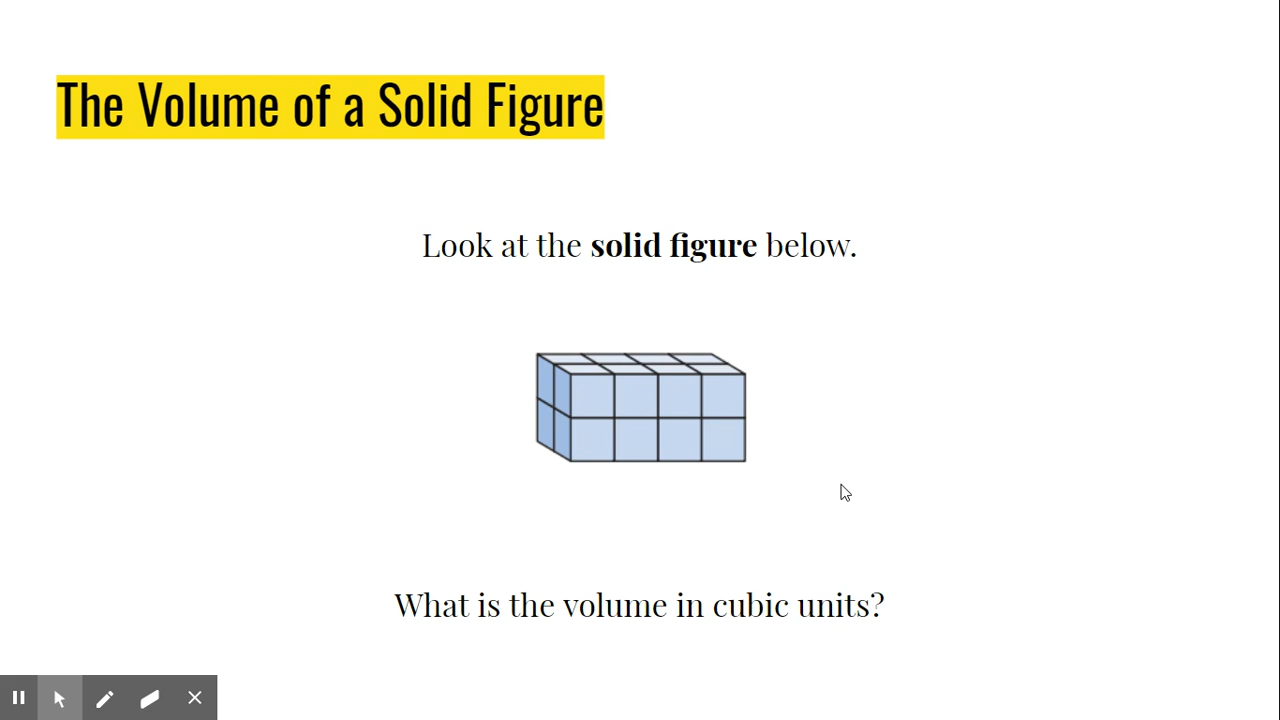 The Volume of a Solid Figure
Look at the solid figure below.
What is the volume in cubic units?